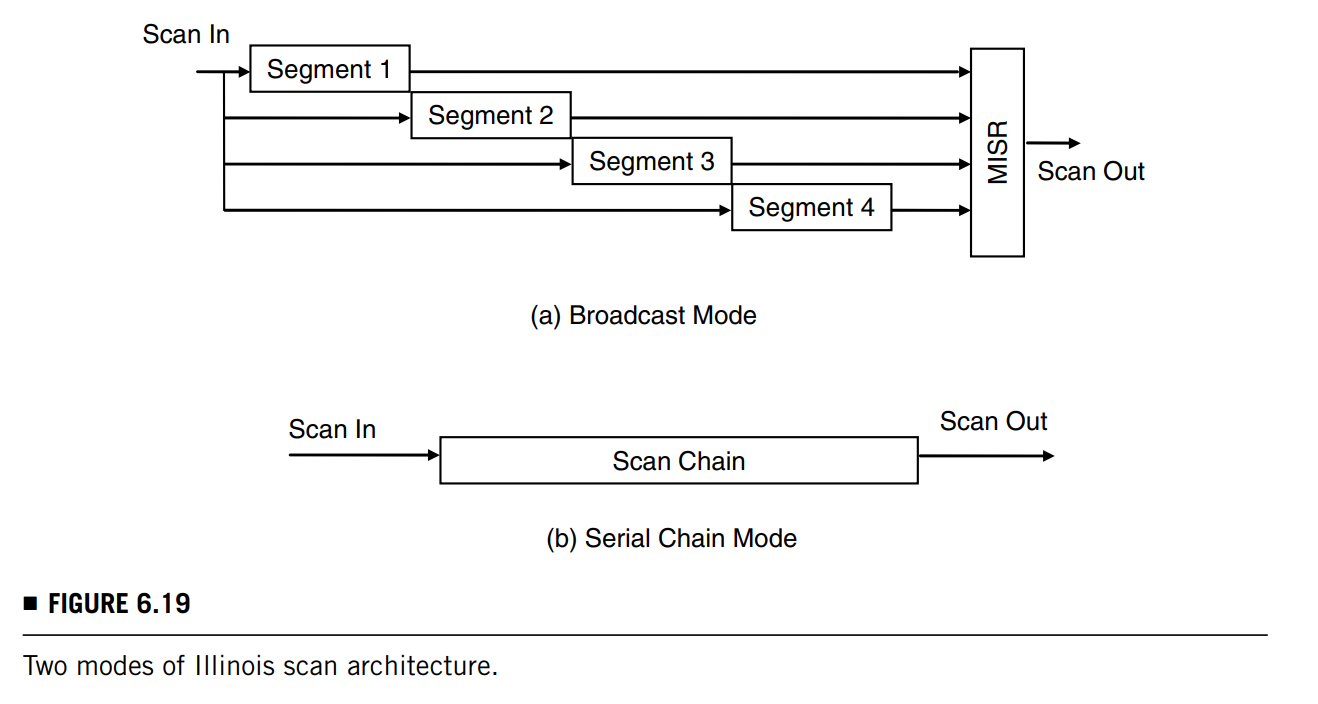 Scan In
Segment 1
Segment 2
Segment 3
Segment 4
MISR
Scan Out
(a) Broadcast Mode
Scan In
Scan Chain
Scan Out
(b) Serial Chain Mode
■ FIGURE 6.19
Two modes of Illinois scan architecture.